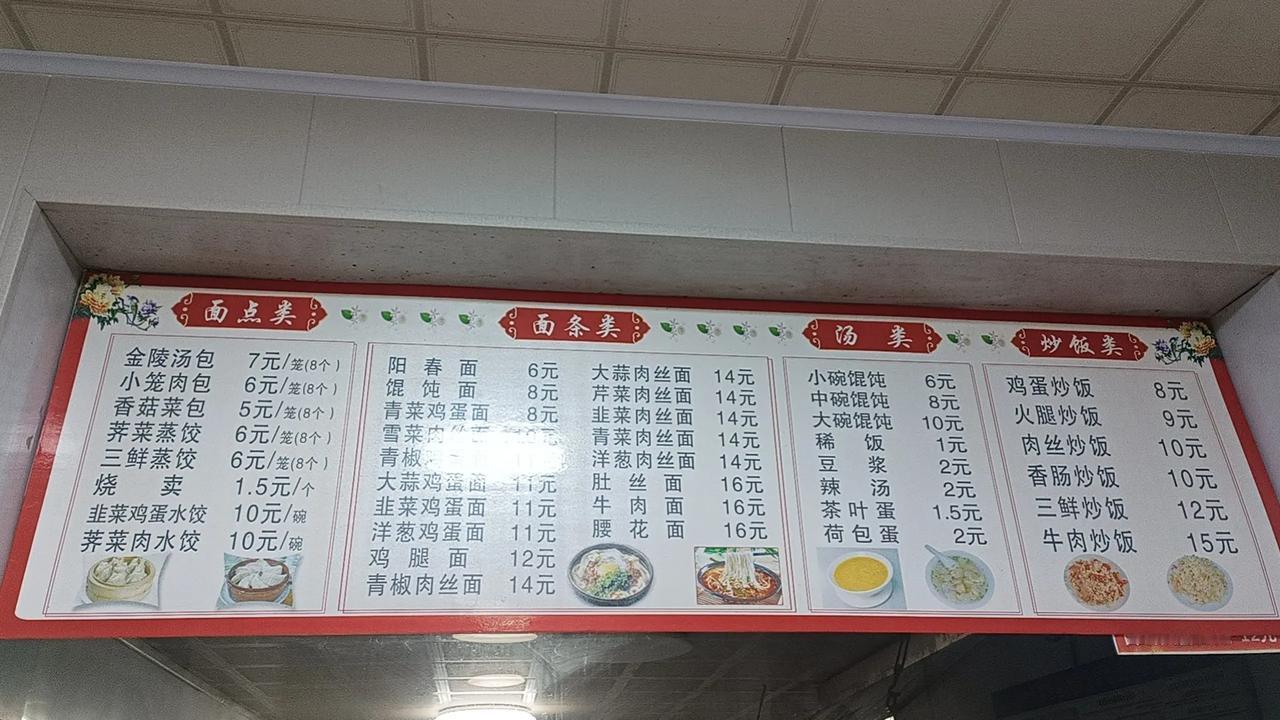 面点类
金陵汤包 7元/笼(8个)
小笼肉包 6元/笼(8个)
香菇菜包 5元/笼(8个)
荠菜蒸饺 6元/笼(8个)
三鲜蒸饺 6元/笼(8个)
烧卖 1.5元/个
韭菜鸡蛋水饺 10元/碗
荠菜肉水饺 10元/碗
面条类
阳春面 6元
馄饨面 8元
青菜鸡蛋面 8元
雪菜肉丝面
青椒
大蒜鸡蛋面 11元
韭菜鸡蛋面 11元
洋葱鸡蛋面 11元
鸡腿面 12元
青椒肉丝面 14元
大蒜肉丝面 14元
芹菜肉丝面 14元
韭菜肉丝面 14元
青菜肉丝面 14元
洋葱肉丝面 14元
肚丝面 16元
牛肉面 16元
腰花面 16元
汤类
小碗馄饨 6元
中碗馄饨 8元
大碗馄饨 10元
稀饭 1元
豆浆 2元
辣汤 2元
茶叶蛋 1.5元
荷包蛋 2元
炒饭类
鸡蛋炒饭 8元
火腿炒饭 9元
肉丝炒饭 10元
香肠炒饭 10元
三鲜炒饭 12元
牛肉炒饭 15元